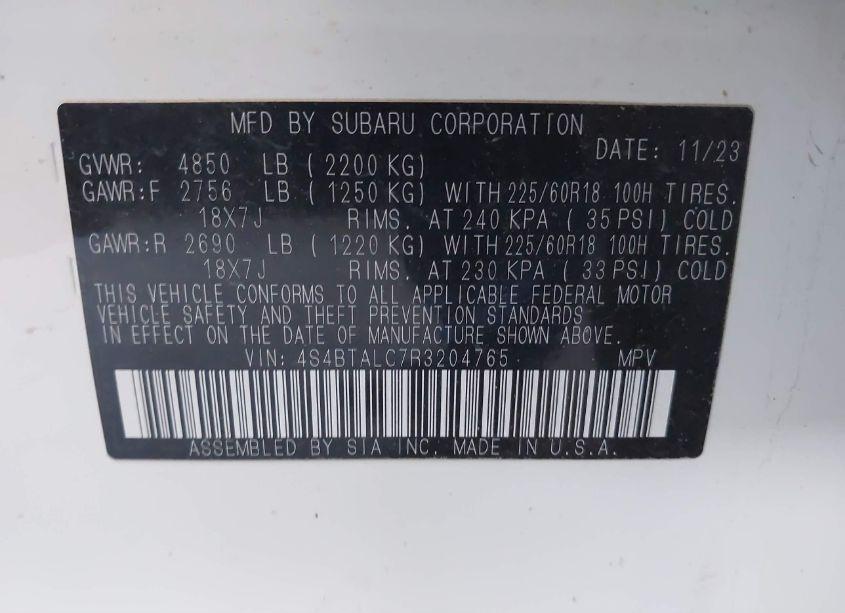 MFD BY SUBARU CORPORATION
DATE: 11/23
GVWR: 4850 LB ( 2200 KG)
GAWR:F 2756 LB ( 1250 KG) WITH 225/60R18 100H TIRES.
18X7J RIMS. AT 240 KPA ( 35 PSI) COLD
GAWR:R 2690 LB ( 1220 KG) WITH 225/60R18 100H TIRES.
18X7J RIMS. AT 230 KPA ( 33 PSI) COLD
THIS VEHICLE CONFORMS TO ALL APPLICABLE FEDERAL MOTOR
VEHICLE SAFETY AND THEFT PREVENTION STANDARDS
IN EFFECT ON THE DATE OF MANUFACTURE SHOWN ABOVE.
VIN: 4S4BTALC7R3204765 MPV
ASSEMBLED BY SIA INC. MADE IN U.S.A.